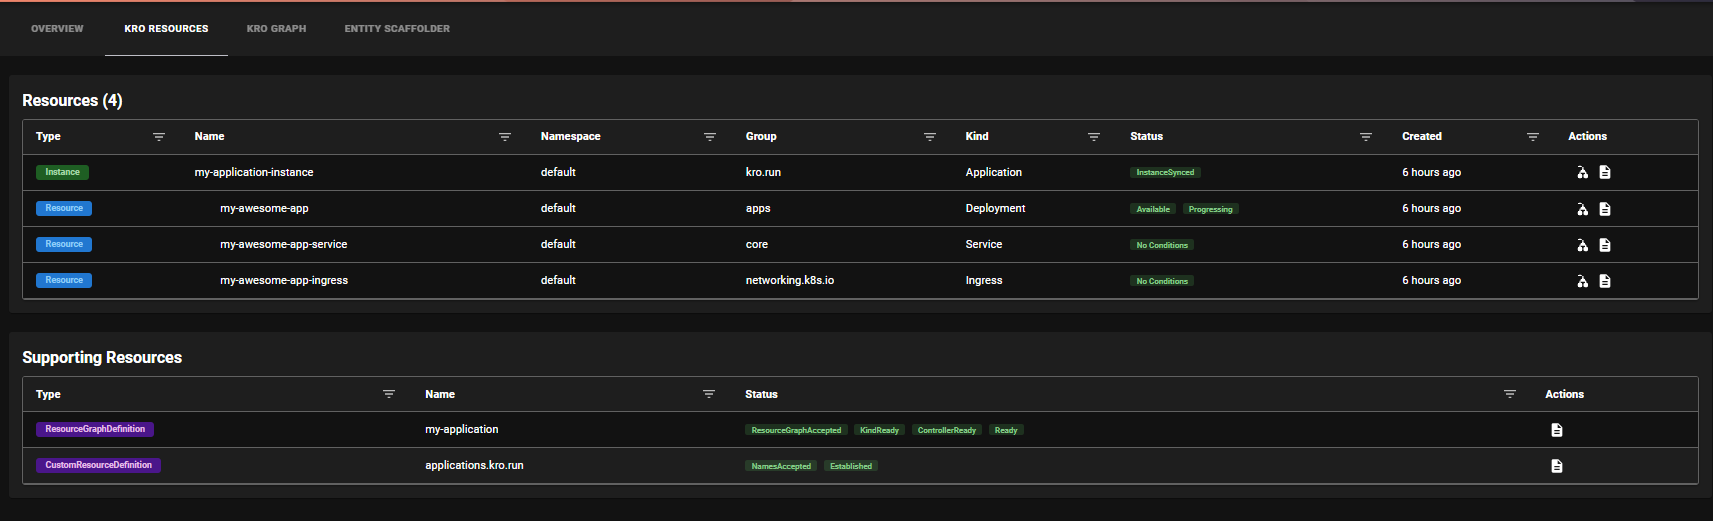 OVERVIEW KRO RESOURCES KRO GRAPH ENTITY SCAFFOLDER
Resources (4)
Type Name Namespace Group Kind Status Created Actions
Instance my-application-instance default kro.run Application InstanceSynced 6 hours ago
Resource my-awesome-app default apps Deployment Available Progressing 6 hours ago
Resource my-awesome-app-service default core Service No Conditions 6 hours ago
Resource my-awesome-app-ingress default networking.k8s.io Ingress No Conditions 6 hours ago
Supporting Resources
Type Name Status Actions
ResourceGraphDefinition my-application ResourceGraphAccepted KindReady ControllerReady Ready
CustomResourceDefinition applications.kro.run NamesAccepted Established